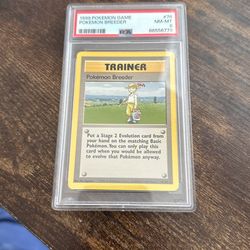 1999 POKEMON GAME #76
POKEMON BREEDER NM-MT
8
PSA
TRAINER
Pokémon Breeder
Put a Stage 2 Evolution card from
your hand on the matching Basic
Pokémon. You can only play this
card when you would be allowed
to evolve that Pokémon anyway.